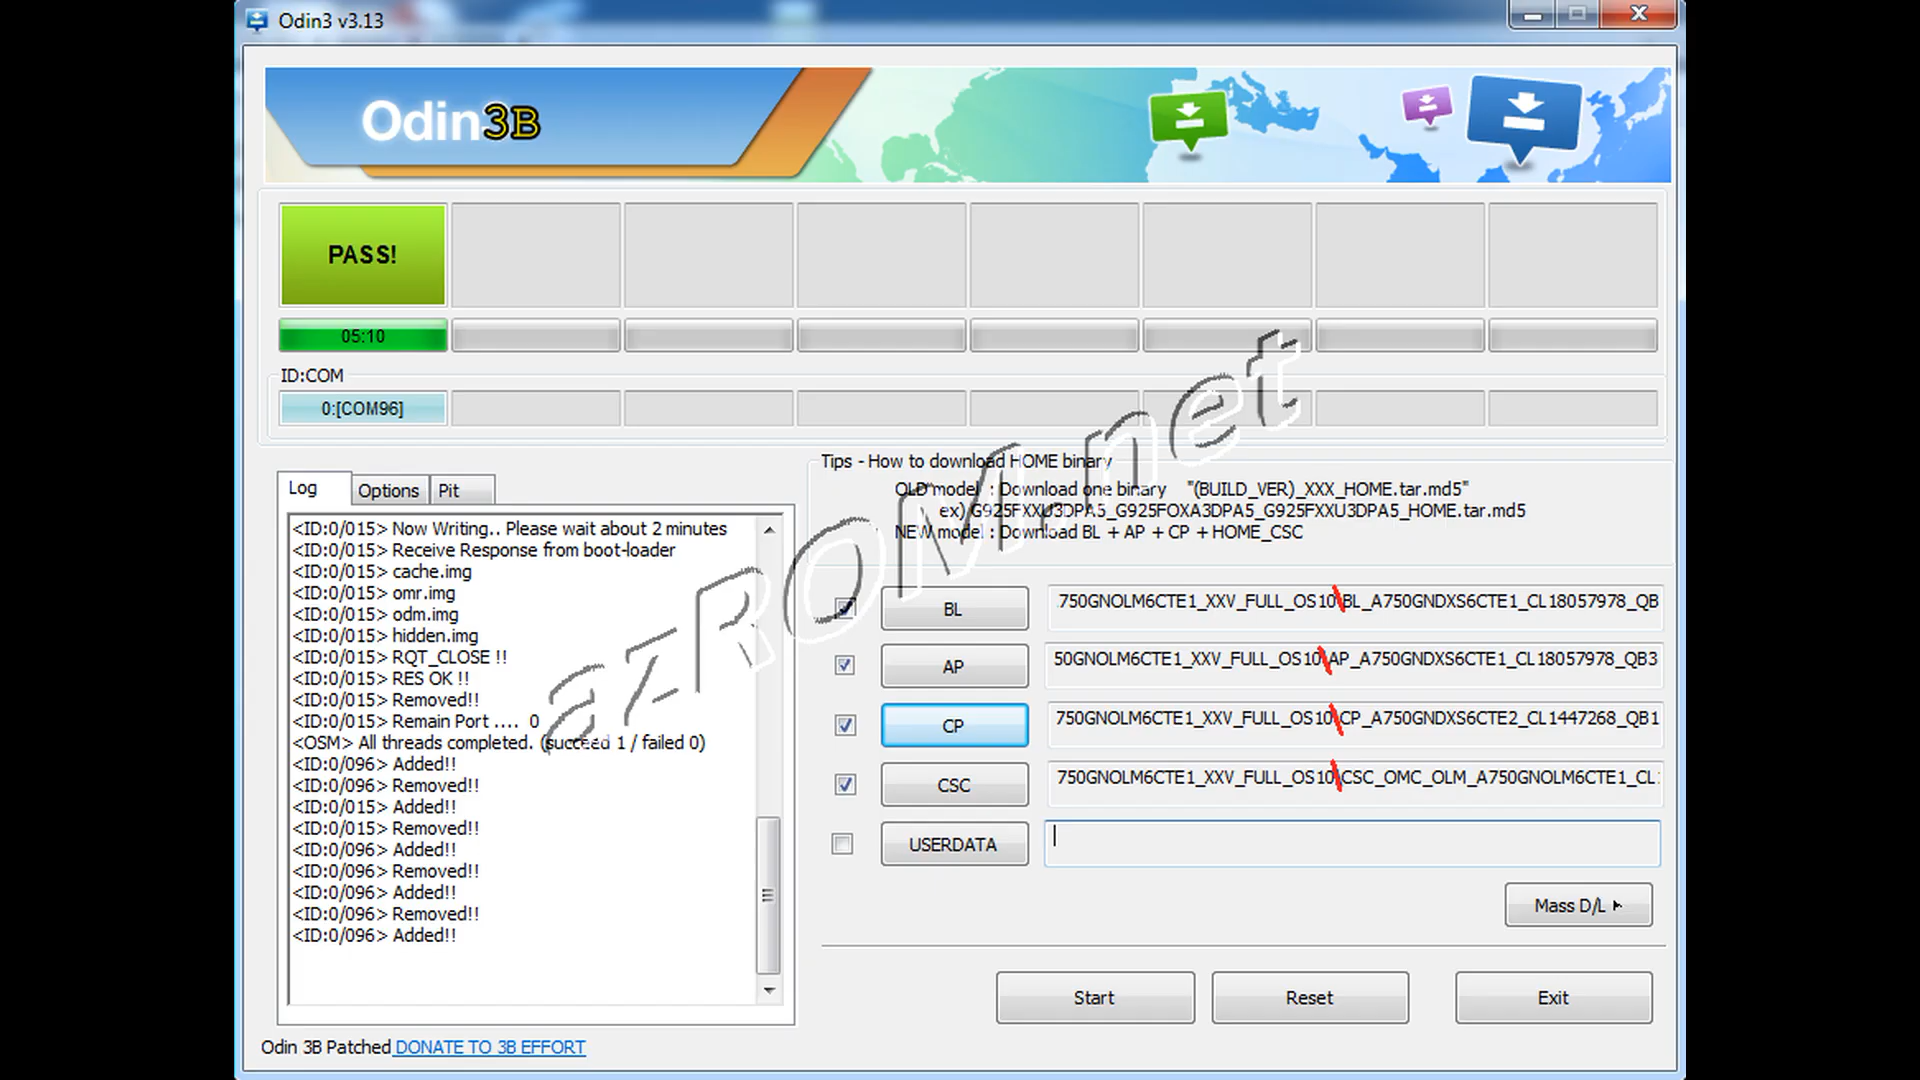 Odin3 v3.13
Odin3B
PASS!
05:10
ID:COM
0:[COM96]
Log
Options
Pit
<ID:0/015> Now Writing.. Please wait about 2 minutes
<ID:0/015> Receive Response from boot-loader
<ID:0/015> cache.img
<ID:0/015> omr.img
<ID:0/015> odm.img
<ID:0/015> hidden.img
<ID:0/015> RQT_CLOSE !!
<ID:0/015> RES OK !!
<ID:0/015> Removed!!
<ID:0/015> Remain Port .... 0
<OSM> All threads completed. (succeed 1 / failed 0)
<ID:0/096> Added!!
<ID:0/096> Removed!!
<ID:0/015> Added!!
<ID:0/015> Removed!!
<ID:0/096> Added!!
<ID:0/096> Removed!!
<ID:0/096> Added!!
<ID:0/096> Removed!!
<ID:0/096> Added!!
Tips - How to download HOME binary
OLD model : Download one binary "(BUILD_VER)_XXX_HOME.tar.md5"
ex) G925FXXU3DPA5_G925FOXA3DPA5_G925FXXU3DPA5_HOME.tar.md5
NEW model : Download BL + AP + CP + HOME_CSC
BL
750GNOLM6CTE1_XXV_FULL_OS10\BL_A750GNDXS6CTE1_CL18057978_QB
AP
50GNOLM6CTE1_XXV_FULL_OS10\AP_A750GNDXS6CTE1_CL18057978_QB3
CP
750GNOLM6CTE1_XXV_FULL_OS10\CP_A750GNDXS6CTE2_CL1447268_QB1
CSC
750GNOLM6CTE1_XXV_FULL_OS10\CSC_OMC_OLM_A750GNOLM6CTE1_CL
USERDATA
Mass D/L
Start
Reset
Exit
Odin 3B Patched DONATE TO 3B EFFORT
azROM.net